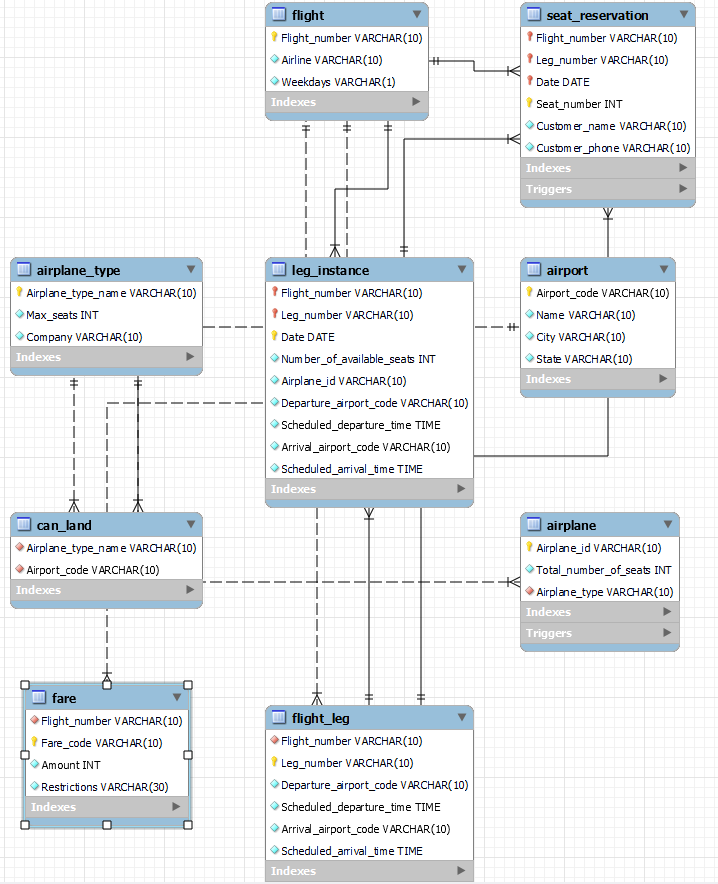 flight
Flight_number VARCHAR(10)
Airline VARCHAR(10)
Weekdays VARCHAR(1)
Indexes
seat_reservation
Flight_number VARCHAR(10)
Leg_number VARCHAR(10)
Date DATE
Seat_number INT
Customer_name VARCHAR(10)
Customer_phone VARCHAR(10)
Indexes
Triggers
airplane_type
Airplane_type_name VARCHAR(10)
Max_seats INT
Company VARCHAR(10)
Indexes
leg_instance
Flight_number VARCHAR(10)
Leg_number VARCHAR(10)
Date DATE
Number_of_available_seats INT
Airplane_id VARCHAR(10)
Departure_airport_code VARCHAR(10)
Scheduled_departure_time TIME
Arrival_airport_code VARCHAR(10)
Scheduled_arrival_time TIME
Indexes
airport
Airport_code VARCHAR(10)
Name VARCHAR(10)
City VARCHAR(10)
State VARCHAR(10)
Indexes
can_land
Airplane_type_name VARCHAR(10)
Airport_code VARCHAR(10)
Indexes
airplane
Airplane_id VARCHAR(10)
Total_number_of_seats INT
Airplane_type VARCHAR(10)
Indexes
Triggers
fare
Flight_number VARCHAR(10)
Fare_code VARCHAR(10)
Amount INT
Restrictions VARCHAR(30)
Indexes
flight_leg
Flight_number VARCHAR(10)
Leg_number VARCHAR(10)
Departure_airport_code VARCHAR(10)
Scheduled_departure_time TIME
Arrival_airport_code VARCHAR(10)
Scheduled_arrival_time TIME
Indexes